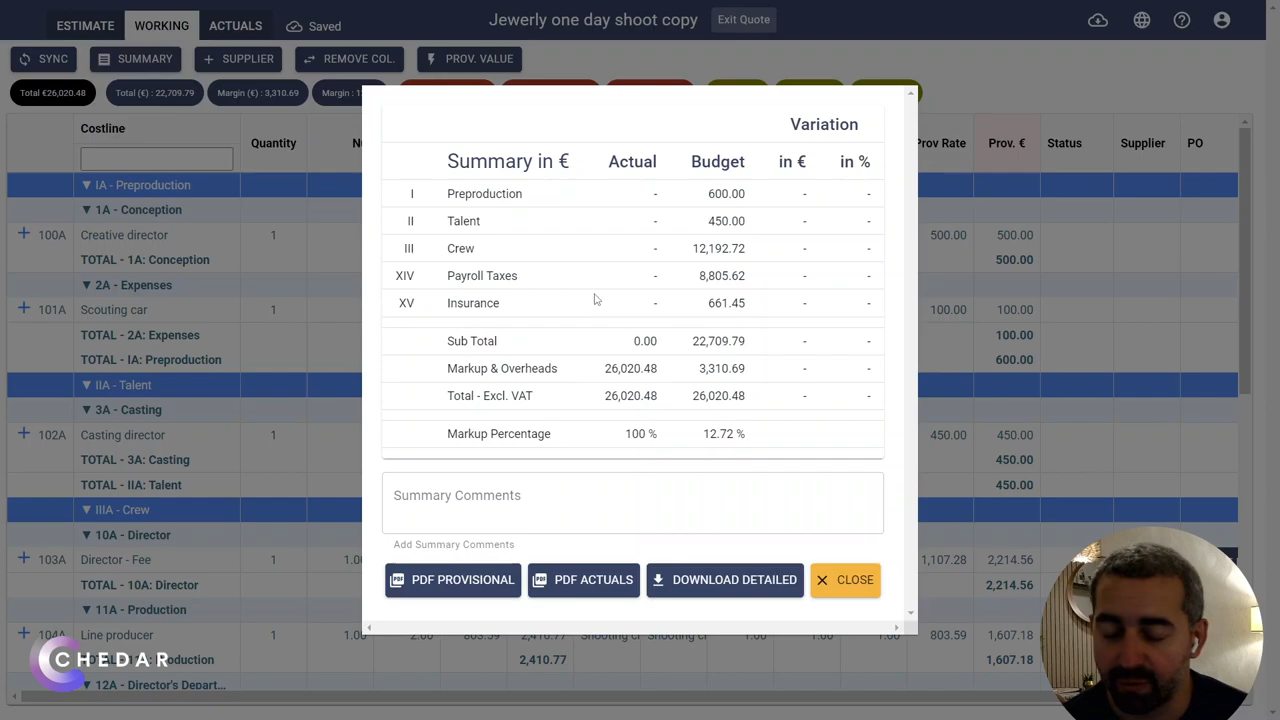 ESTIMATE WORKING ACTUALS Saved Jewerly one day shoot copy Exit Quote
SYNC SUMMARY + SUPPLIER REMOVE COL. PROV. VALUE
Total €26,020.48 Total (€) : 22,709.79 Margin (€) : 3,310.69
Costline Quantity Prov Rate Prov. € Status Supplier PO
▼ IA - Preproduction
▼ 1A - Conception
+ 100A Creative director 1 500.00 500.00
TOTAL - 1A: Conception 500.00
▼ 2A - Expenses
+ 101A Scouting car 1 100.00 100.00
TOTAL - 2A: Expenses 100.00
TOTAL - IA: Preproduction 600.00
▼ IIA - Talent
▼ 3A - Casting
+ 102A Casting director 1 450.00 450.00
TOTAL - 3A: Casting 450.00
TOTAL - IIA: Talent 450.00
▼ IIIA - Crew
▼ 10A - Director
+ 103A Director - Fee 1 1,107.28 2,214.56
TOTAL - 10A: Director 2,214.56
▼ 11A - Production
+ 104A Line producer 1 1.00 2.00 803.59 2,410.77 1.00 1.00 1.00 803.59 1,607.18
2,410.77 1,607.18
▼ 12A - Director's Depart...
Variation
Summary in € Actual Budget in € in %
I Preproduction - 600.00 - -
II Talent - 450.00 - -
III Crew - 12,192.72 - -
XIV Payroll Taxes - 8,805.62 - -
XV Insurance - 661.45 - -
Sub Total 0.00 22,709.79 - -
Markup & Overheads 26,020.48 3,310.69 - -
Total - Excl. VAT 26,020.48 26,020.48 - -
Markup Percentage 100 % 12.72 %
Summary Comments
Add Summary Comments
PDF PROVISIONAL PDF ACTUALS DOWNLOAD DETAILED CLOSE
CHEDAR